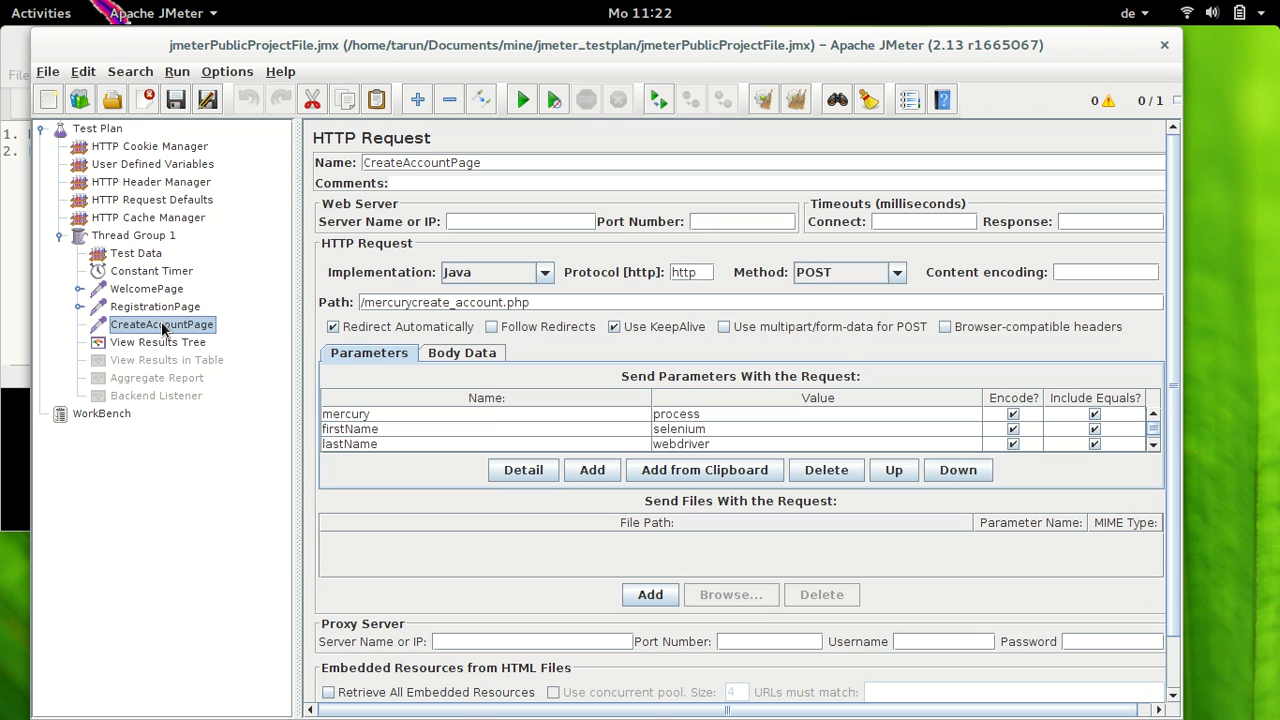 Activities
Apache JMeter
Mo 11:22
de
jmeterPublicProjectFile.jmx (/home/tarun/Documents/mine/jmeter_testplan/jmeterPublicProjectFile.jmx) – Apache JMeter (2.13 r1665067)
File Edit Search Run Options Help
0 0 / 1
File
1.
2.
Test Plan
HTTP Cookie Manager
User Defined Variables
HTTP Header Manager
HTTP Request Defaults
HTTP Cache Manager
Thread Group 1
Test Data
Constant Timer
WelcomePage
RegistrationPage
CreateAccountPage
View Results Tree
View Results in Table
Aggregate Report
Backend Listener
WorkBench
HTTP Request
Name: CreateAccountPage
Comments:
Web Server
Timeouts (milliseconds)
Server Name or IP: Port Number: Connect: Response:
HTTP Request
Implementation: Java Protocol [http]: http Method: POST Content encoding:
Path: /mercurycreate_account.php
Redirect Automatically Follow Redirects Use KeepAlive Use multipart/form-data for POST Browser-compatible headers
Parameters Body Data
Send Parameters With the Request:
Name: Value Encode? Include Equals?
mercury process
firstName selenium
lastName webdriver
Detail Add Add from Clipboard Delete Up Down
Send Files With the Request:
File Path: Parameter Name: MIME Type:
Add Browse... Delete
Proxy Server
Server Name or IP: Port Number: Username Password
Embedded Resources from HTML Files
Retrieve All Embedded Resources Use concurrent pool. Size: 4 URLs must match: